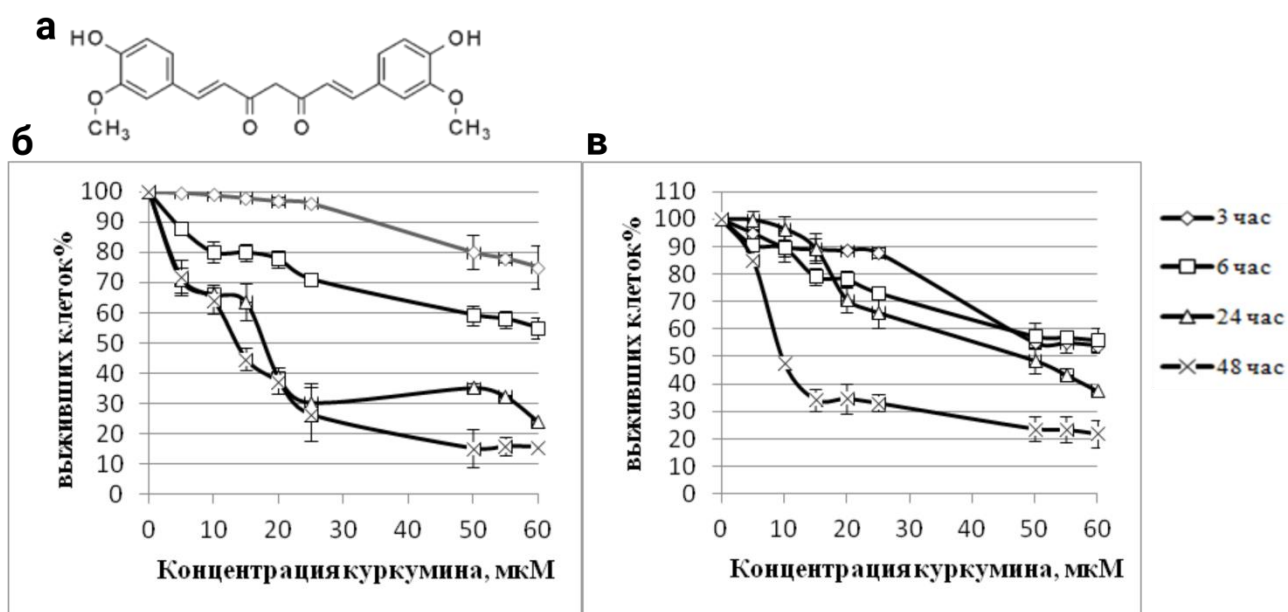 а
HO
OH
O
O
O
O
CH3
CH3
б
в
выживших клеток%
100
90
80
70
60
50
40
30
20
10
0
0 10 20 30 40 50 60
Концентрация куркумина, мкМ
выживших клеток%
110
100
90
80
70
60
50
40
30
20
10
0
0 10 20 30 40 50 60
Концентрация куркумина, мкМ
3 час
6 час
24 час
48 час